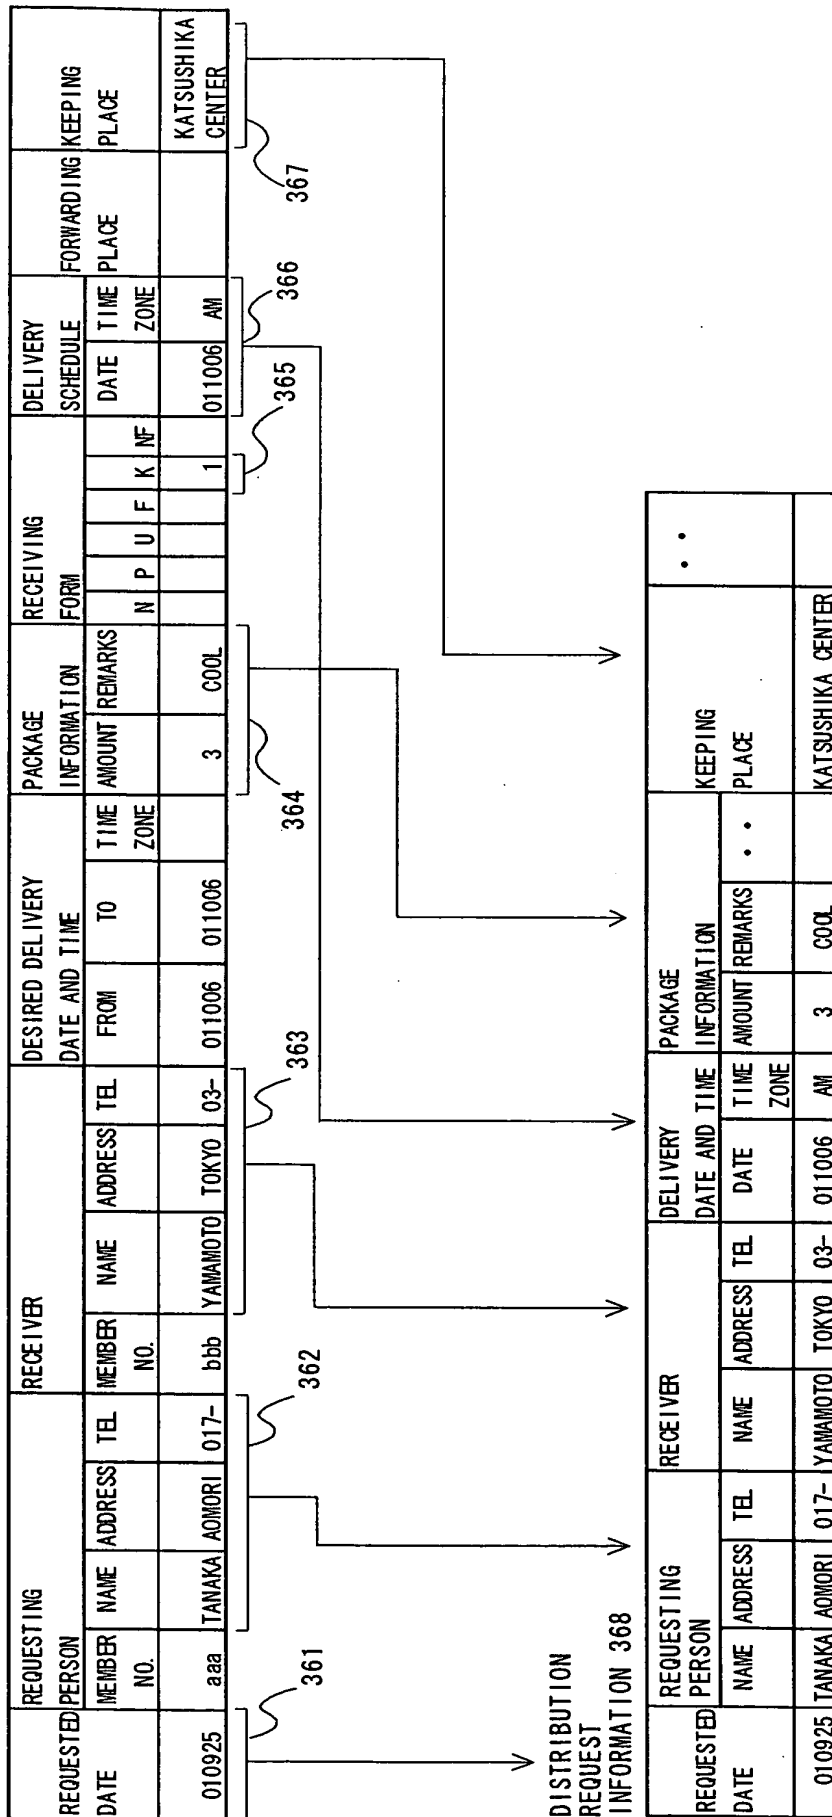 REQUESTED DATE
REQUESTING PERSON
RECEIVER
DESIRED DELIVERY DATE AND TIME
PACKAGE INFORMATION
RECEIVING FORM
DELIVERY SCHEDULE
FORWARDING PLACE
KEEPING PLACE
MEMBER NO. NAME ADDRESS TEL MEMBER NO. NAME ADDRESS TEL FROM TO TIME ZONE AMOUNT REMARKS N P U F K NF DATE TIME ZONE
010925 aaa TANAKA AOMORI 017- bbb YAMAMOTO TOKYO 03- 011006 011006 3 COOL 1 011006 AM KATSUSHIKA CENTER
361
362
363
364
365
366
367
DISTRIBUTION
REQUEST
INFORMATION 368
REQUESTED DATE
REQUESTING PERSON
RECEIVER
DELIVERY DATE AND TIME
PACKAGE INFORMATION
KEEPING PLACE
..
NAME ADDRESS TEL NAME ADDRESS TEL DATE TIME ZONE AMOUNT REMARKS ..
010925 TANAKA AOMORI 017- YAMAMOTO TOKYO 03- 011006 AM 3 COOL KATSUSHIKA CENTER